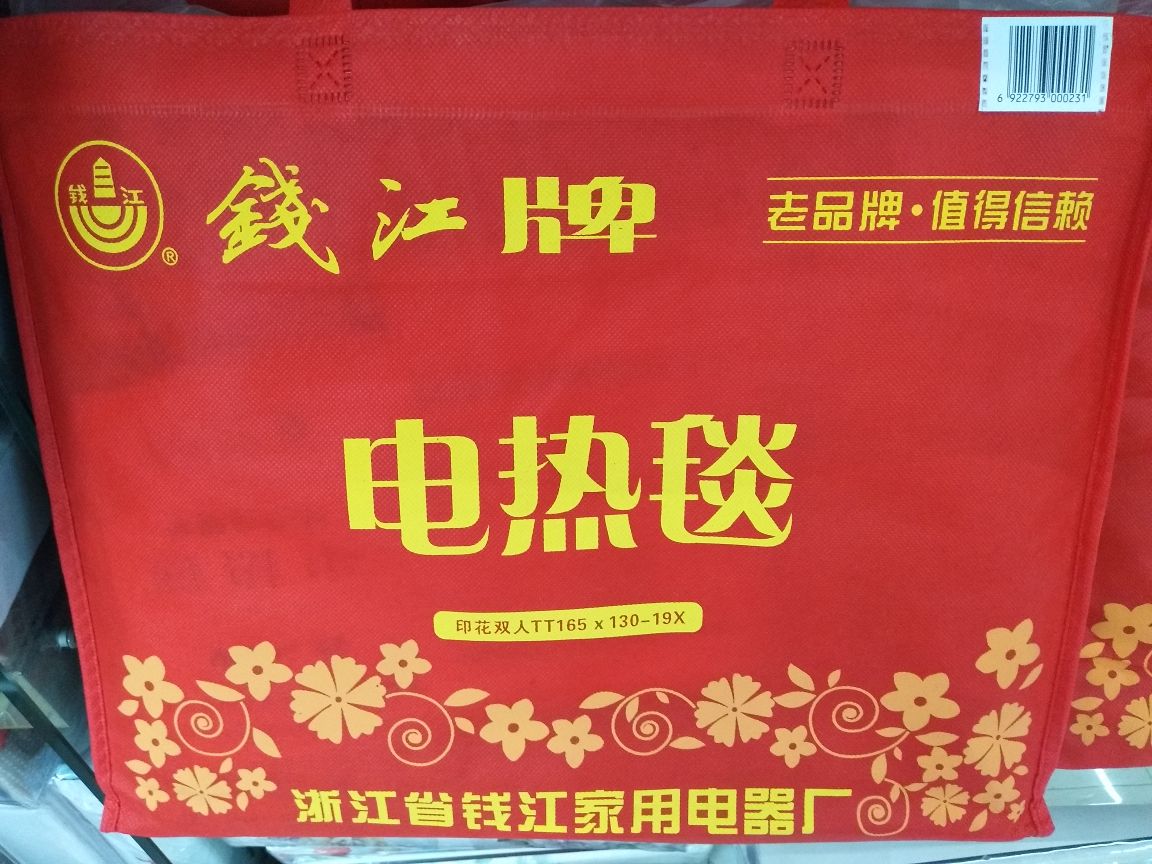 6 922793 000231
钱江
®
錢江牌
老品牌·值得信赖
电热毯
印花双人TT165 x 130-19X
浙江省钱江家用电器厂